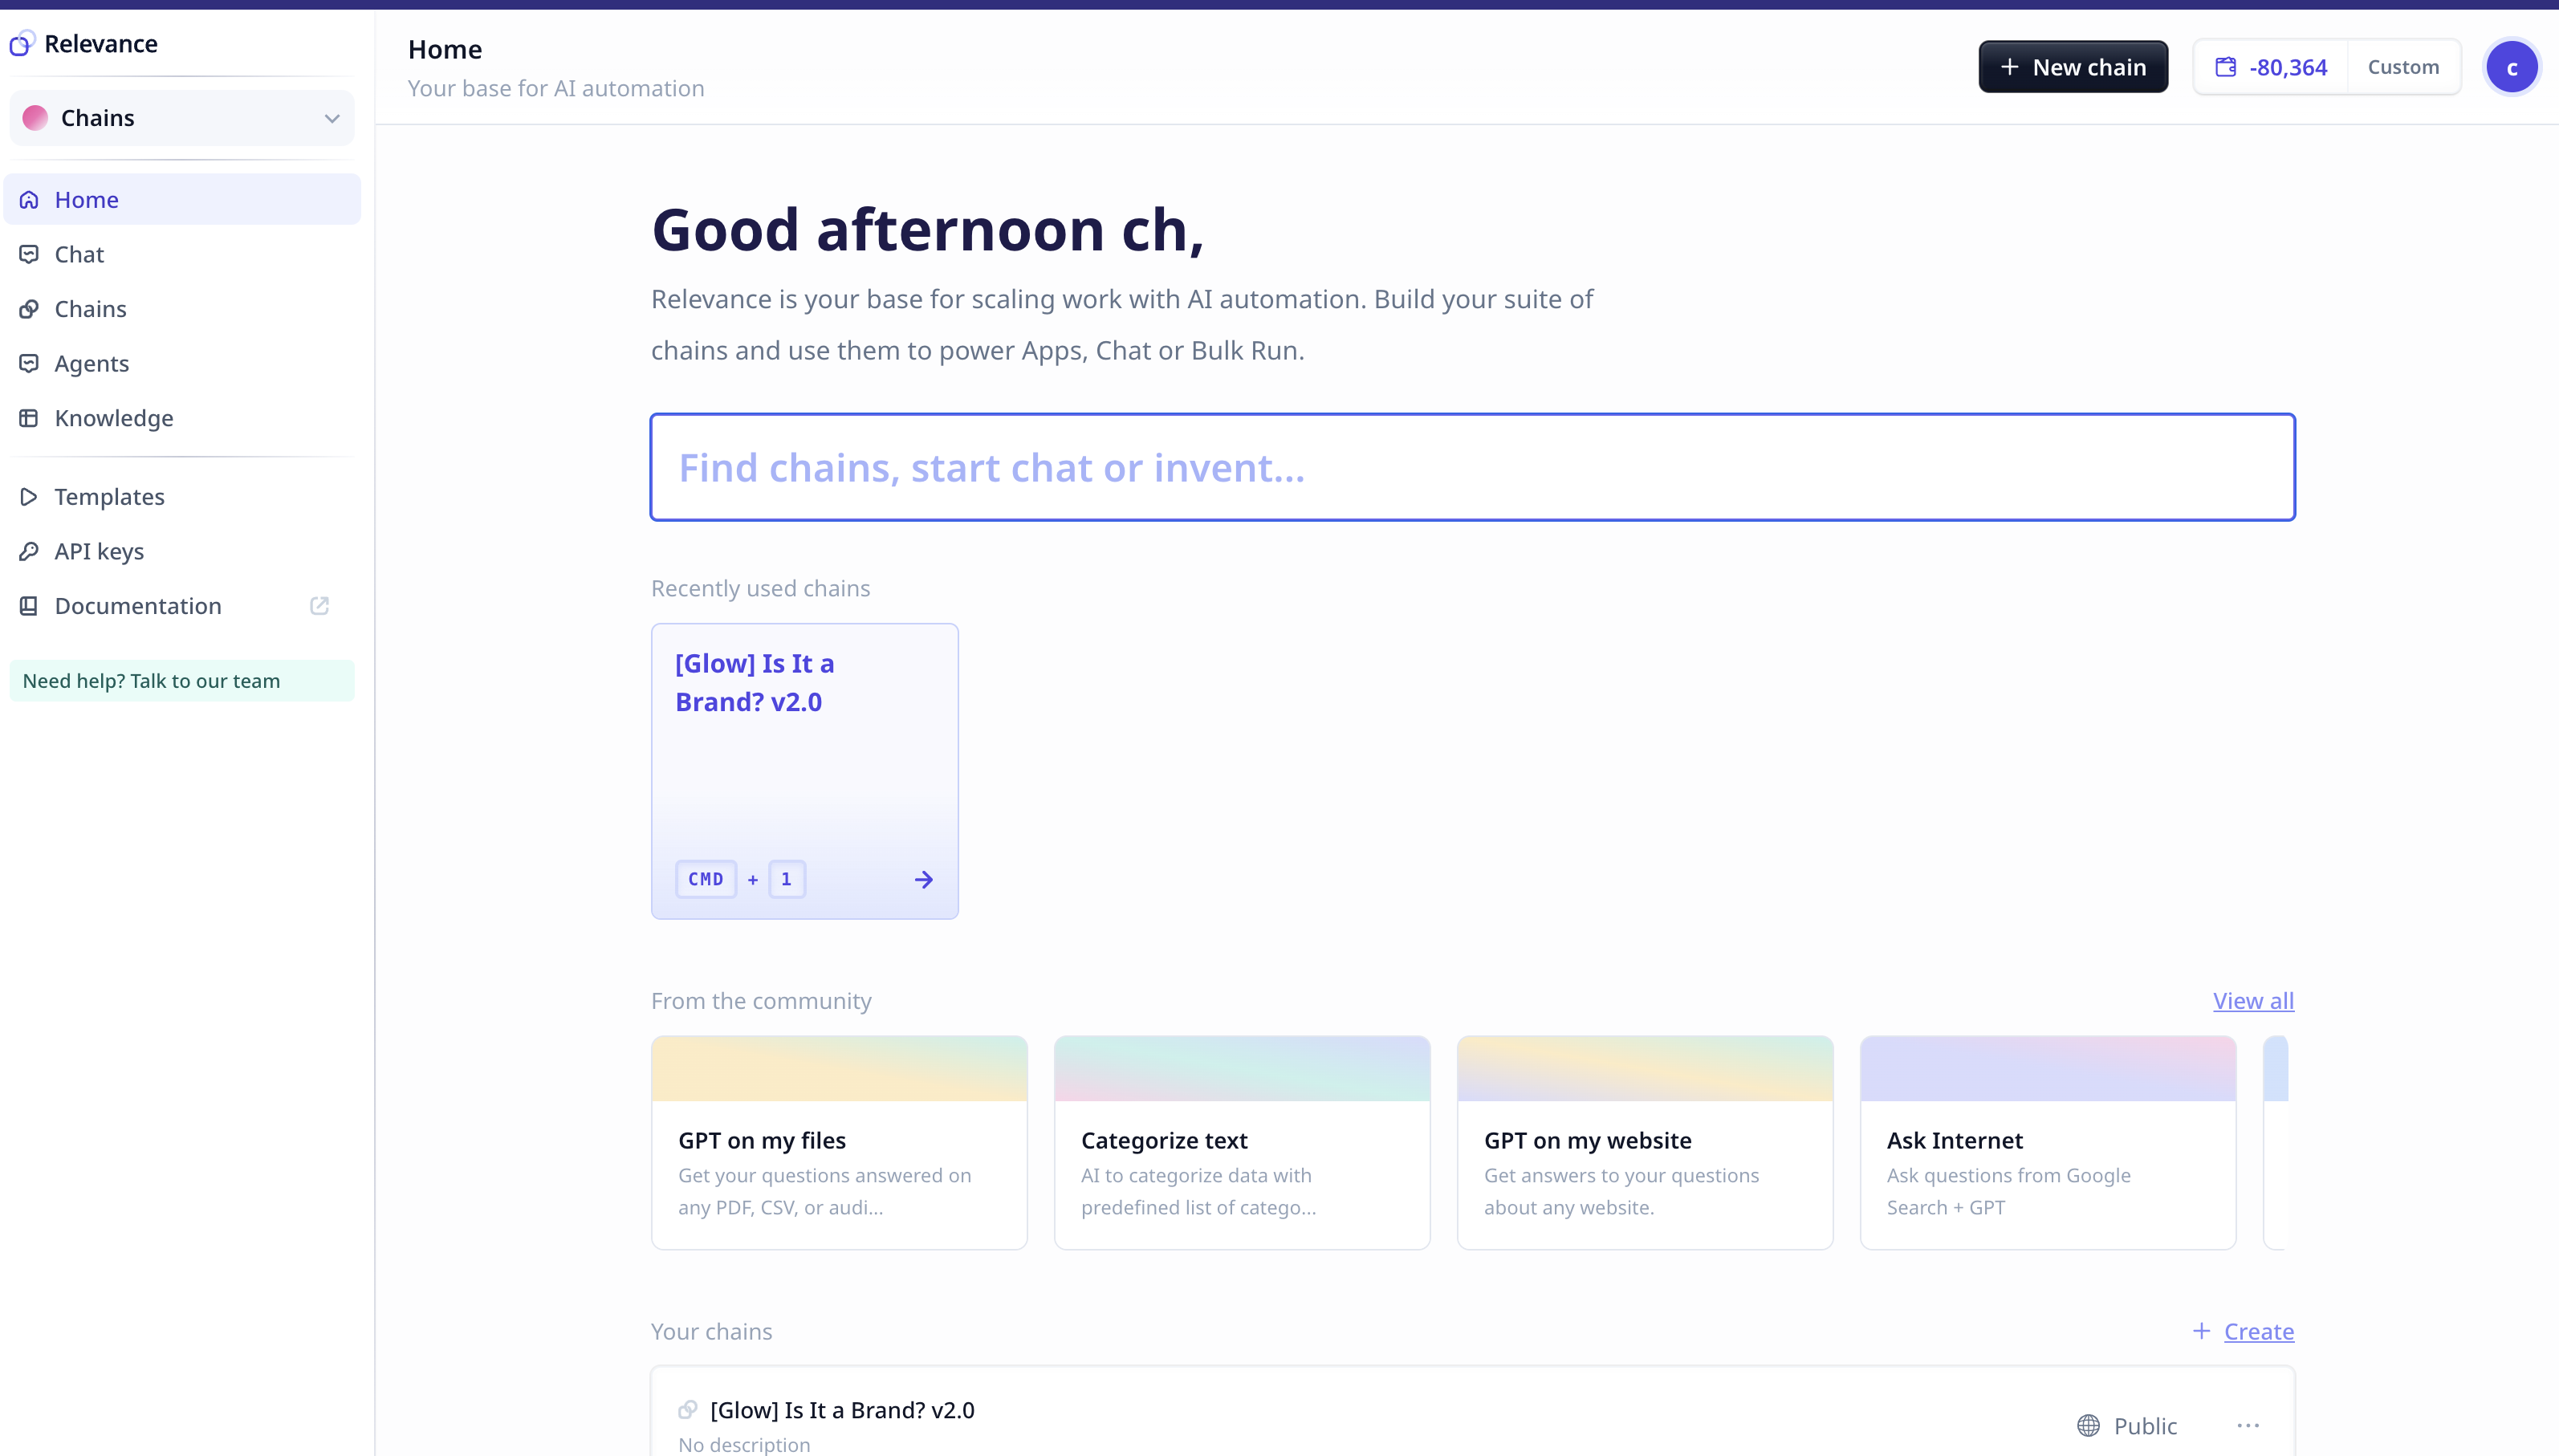 Relevance
Chains
Home
Chat
Chains
Agents
Knowledge
Templates
API keys
Documentation
Need help? Talk to our team
Home
Your base for AI automation
New chain
-80,364
Custom
c
Good afternoon ch,
Relevance is your base for scaling work with AI automation. Build your suite of
chains and use them to power Apps, Chat or Bulk Run.
Find chains, start chat or invent...
Recently used chains
[Glow] Is It a
Brand? v2.0
CMD + 1
From the community
View all
GPT on my files
Get your questions answered on
any PDF, CSV, or audi...
Categorize text
AI to categorize data with
predefined list of catego...
GPT on my website
Get answers to your questions
about any website.
Ask Internet
Ask questions from Google
Search + GPT
Your chains
Create
[Glow] Is It a Brand? v2.0
No description
Public